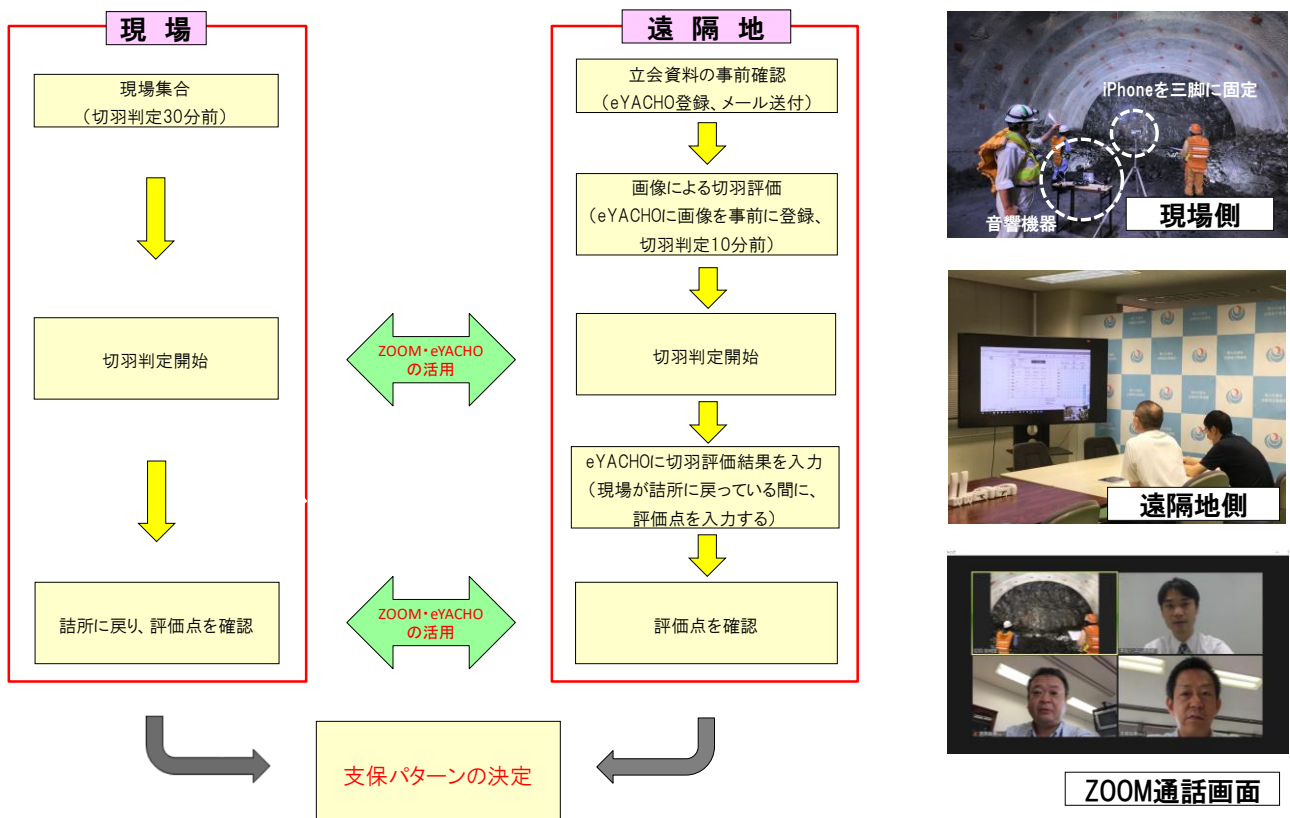 現場
現場集合
(切羽判定30分前)
切羽判定開始
詰所に戻り、評価点を確認
ZOOM・eYACHO
の活用
ZOOM・eYACHO
の活用
遠隔地
立会資料の事前確認
(eYACHO登録、メール送付)
画像による切羽評価
(eYACHOに画像を事前に登録、
切羽判定10分前)
切羽判定開始
eYACHOに切羽評価結果を入力
(現場が詰所に戻っている間に、
評価点を入力する)
評価点を確認
支保パターンの決定
iPhoneを三脚に固定
音響機器
現場側
遠隔地側
ZOOM通話画面